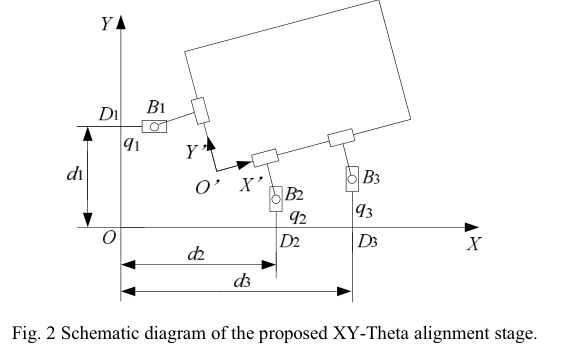 Y
D1
B1
q1
Y'
d1
O'
X'
B2
B3
q2
q3
O
D2
D3
X
d2
d3
Fig. 2 Schematic diagram of the proposed XY-Theta alignment stage.